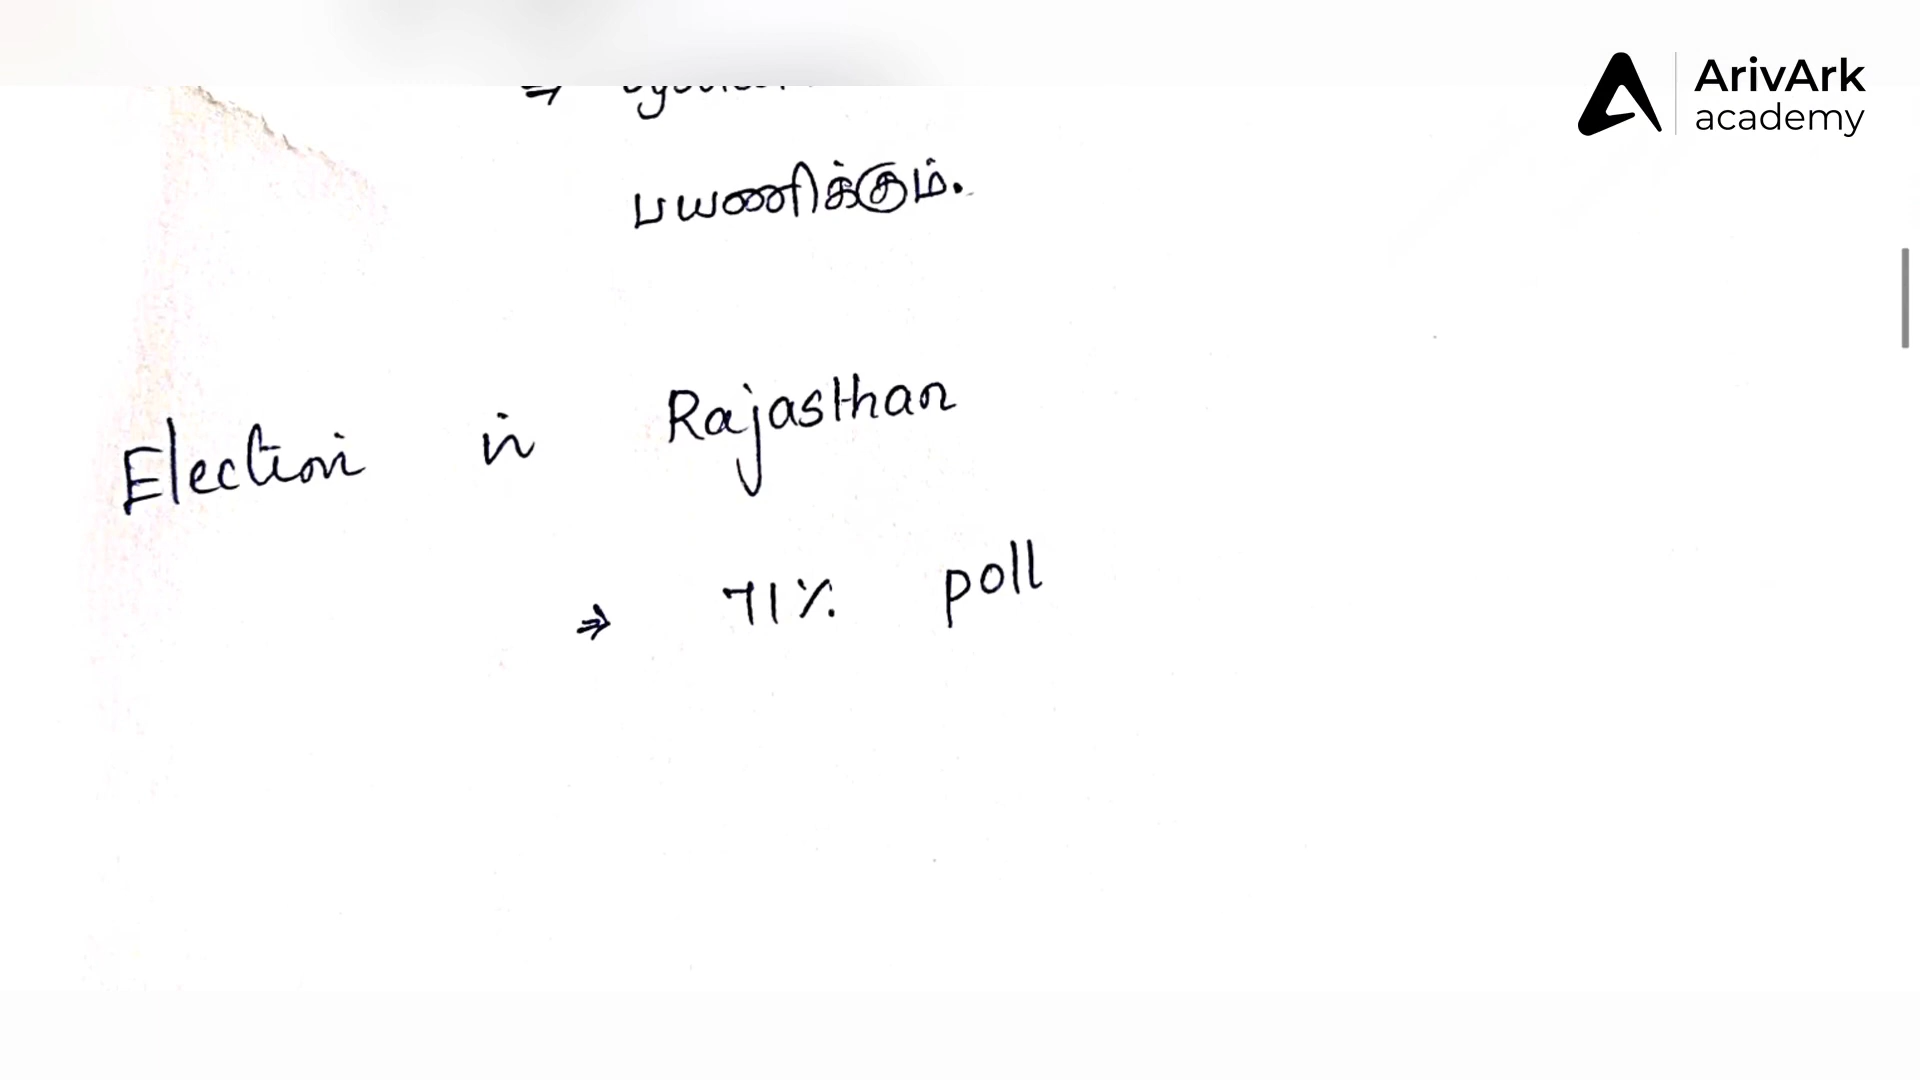 ArivArk
academy
⇒
பயணிக்கும்.
Election in Rajasthan
⇒ 71% poll